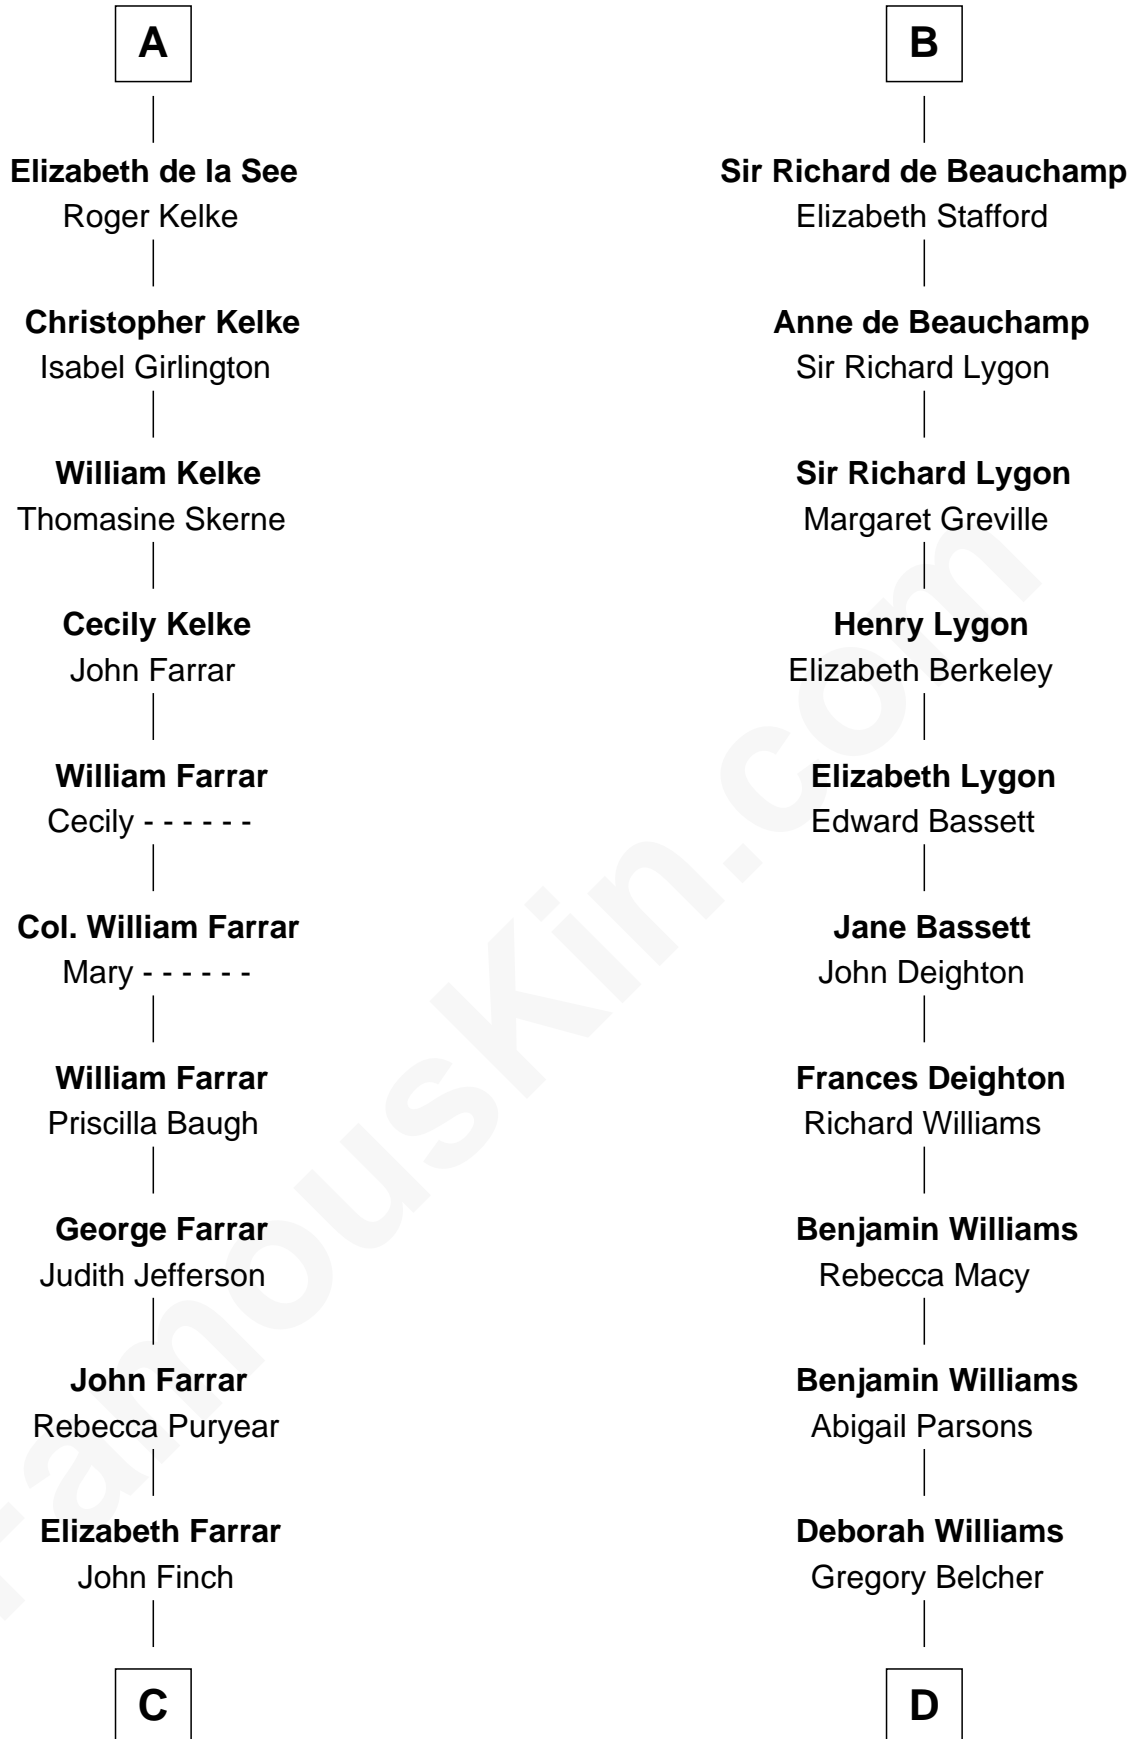 A
Elizabeth de la See
Roger Kelke
Christopher Kelke
Isabel Girlington
William Kelke
Thomasine Skerne
Cecily Kelke
John Farrar
William Farrar
Cecily - - - - - -
Col. William Farrar
Mary - - - - - -
William Farrar
Priscilla Baugh
George Farrar
Judith Jefferson
John Farrar
Rebecca Puryear
Elizabeth Farrar
John Finch
C
B
Sir Richard de Beauchamp
Elizabeth Stafford
Anne de Beauchamp
Sir Richard Lygon
Sir Richard Lygon
Margaret Greville
Henry Lygon
Elizabeth Berkeley
Elizabeth Lygon
Edward Bassett
Jane Bassett
John Deighton
Frances Deighton
Richard Williams
Benjamin Williams
Rebecca Macy
Benjamin Williams
Abigail Parsons
Deborah Williams
Gregory Belcher
D
FamousKin.com